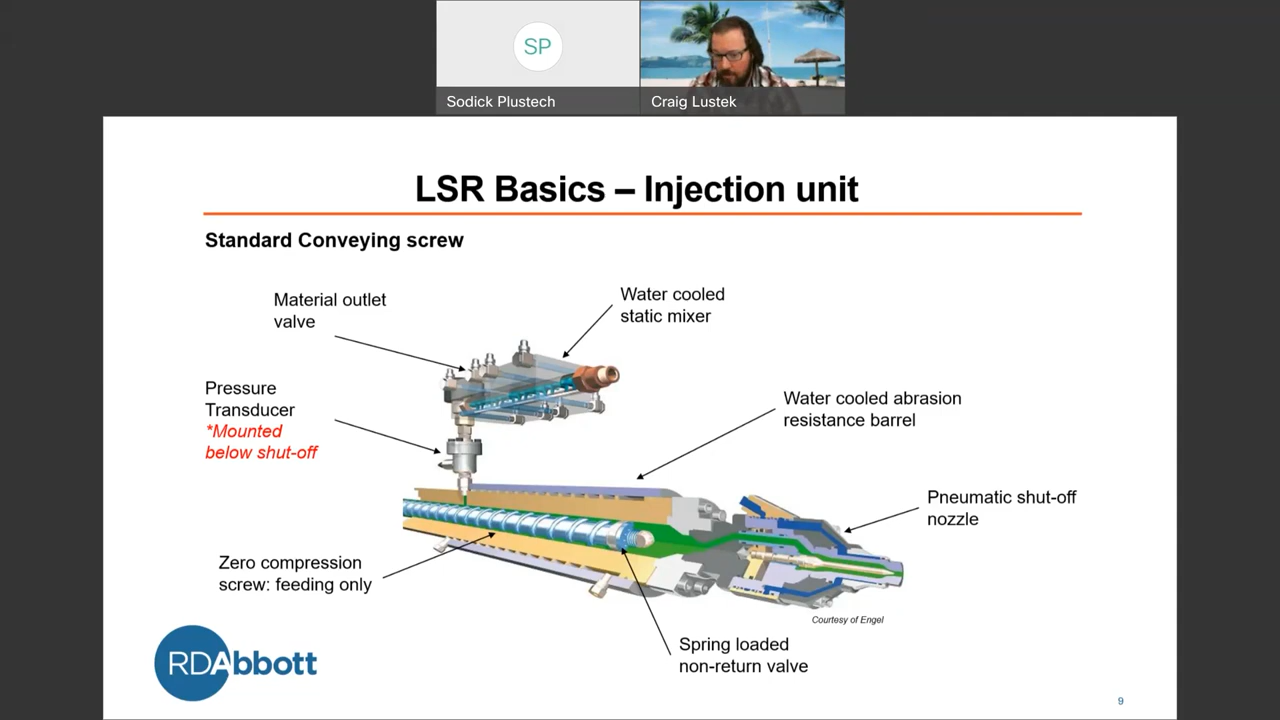 SP
Sodick Plustech
Craig Lustek
LSR Basics – Injection unit
Standard Conveying screw
Material outlet
valve
Water cooled
static mixer
Pressure
Transducer
*Mounted
below shut-off
Water cooled abrasion
resistance barrel
Pneumatic shut-off
nozzle
Zero compression
screw: feeding only
Courtesy of Engel
Spring loaded
non-return valve
RDAbbott
9